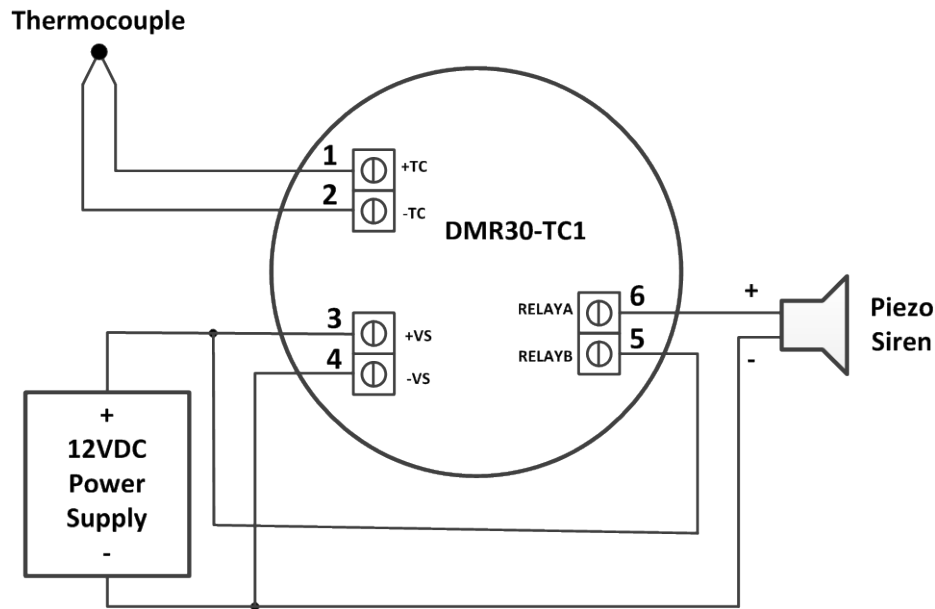 Thermocouple
1
+TC
2
-TC
DMR30-TC1
3
+VS
4
-VS
RELAYA
6
RELAYB
5
+
-
Piezo
Siren
+
12VDC
Power
Supply
-